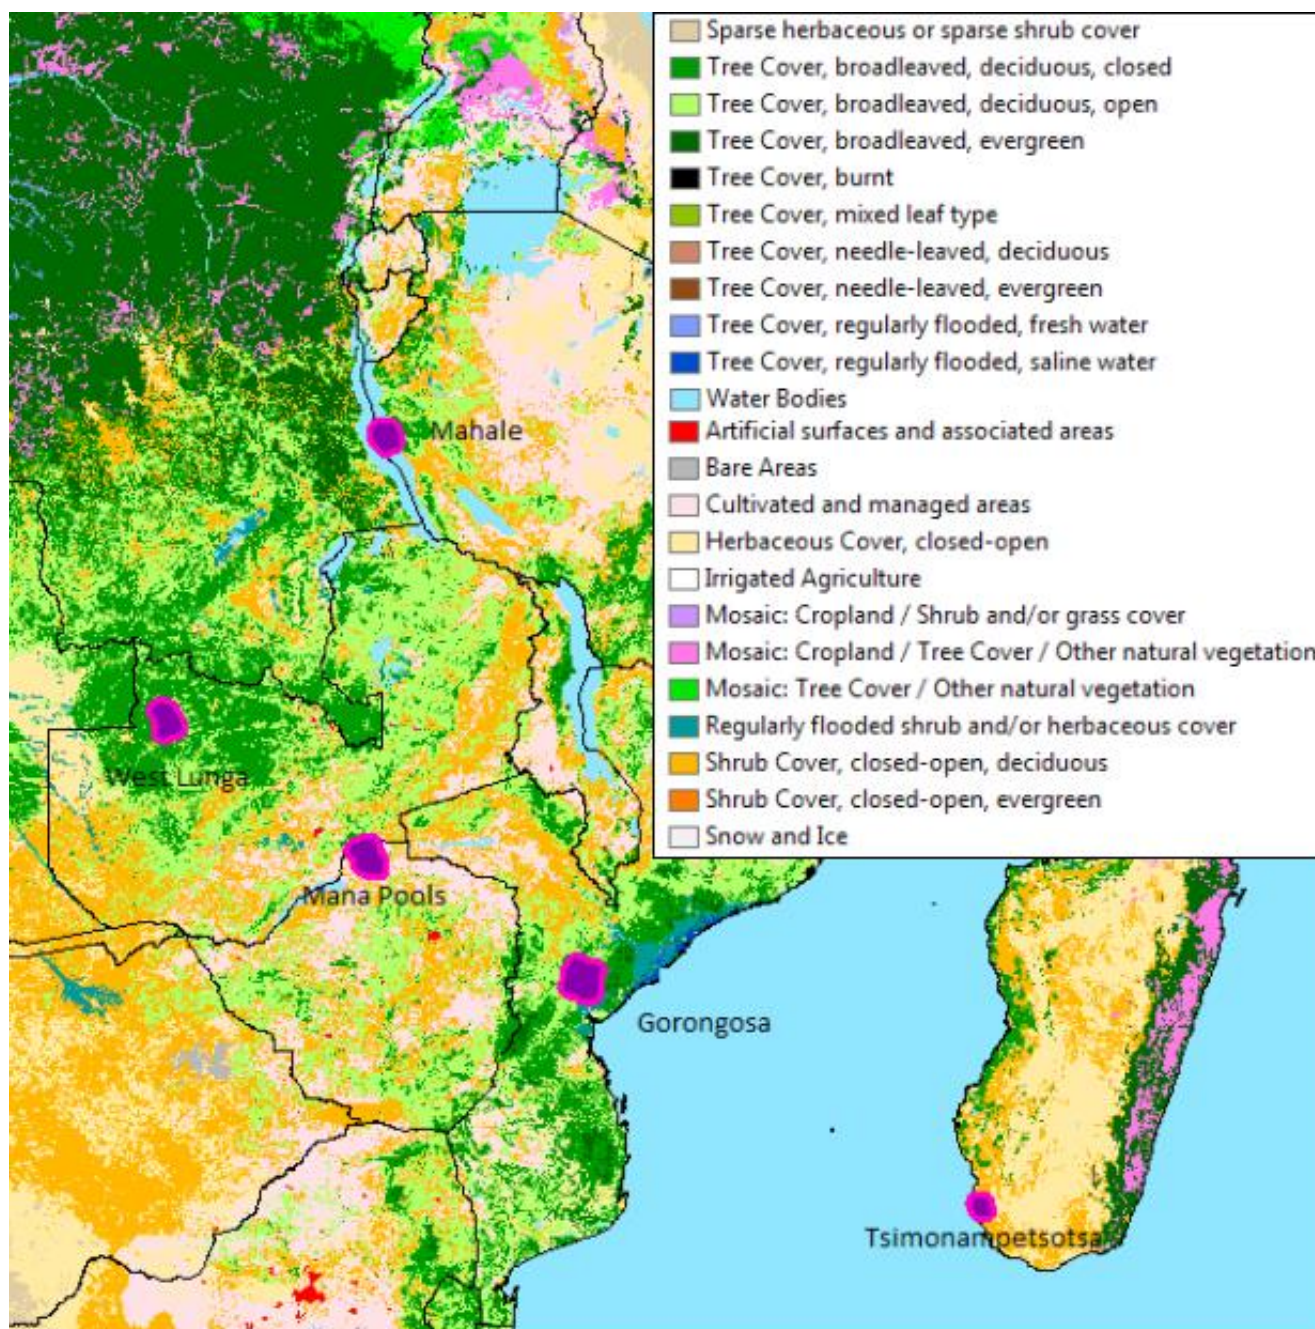 Sparse herbaceous or sparse shrub cover
Tree Cover, broadleaved, deciduous, closed
Tree Cover, broadleaved, deciduous, open
Tree Cover, broadleaved, evergreen
Tree Cover, burnt
Tree Cover, mixed leaf type
Tree Cover, needle-leaved, deciduous
Tree Cover, needle-leaved, evergreen
Tree Cover, regularly flooded, fresh water
Tree Cover, regularly flooded, saline water
Water Bodies
Artificial surfaces and associated areas
Bare Areas
Cultivated and managed areas
Herbaceous Cover, closed-open
Irrigated Agriculture
Mosaic: Cropland / Shrub and/or grass cover
Mosaic: Cropland / Tree Cover / Other natural vegetation
Mosaic: Tree Cover / Other natural vegetation
Regularly flooded shrub and/or herbaceous cover
Shrub Cover, closed-open, deciduous
Shrub Cover, closed-open, evergreen
Snow and Ice
Mahale
West Lunga
Mana Pools
Gorongosa
Tsimonampetsotsa